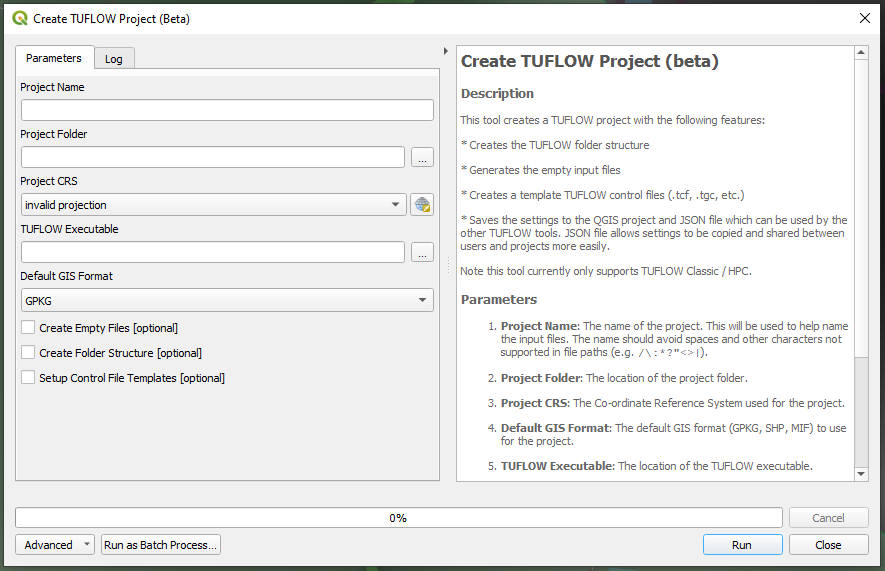 Create TUFLOW Project (Beta)
Parameters
Log
Project Name
Project Folder
...
Project CRS
invalid projection
TUFLOW Executable
...
Default GIS Format
GPKG
Create Empty Files [optional]
Create Folder Structure [optional]
Setup Control File Templates [optional]
Create TUFLOW Project (beta)
Description
This tool creates a TUFLOW project with the following features:
* Creates the TUFLOW folder structure
* Generates the empty input files
* Creates a template TUFLOW control files (.tcf, .tgc, etc.)
* Saves the settings to the QGIS project and JSON file which can be used by the
other TUFLOW tools. JSON file allows settings to be copied and shared between
users and projects more easily.
Note this tool currently only supports TUFLOW Classic / HPC.
Parameters
1. Project Name: The name of the project. This will be used to help name
the input files. The name should avoid spaces and other characters not
supported in file paths (e.g. /\:*?"<>|).
2. Project Folder: The location of the project folder.
3. Project CRS: The Co-ordinate Reference System used for the project.
4. Default GIS Format: The default GIS format (GPKG, SHP, MIF) to use
for the project.
5. TUFLOW Executable: The location of the TUFLOW executable.
0%
Cancel
Advanced
Run as Batch Process...
Run
Close